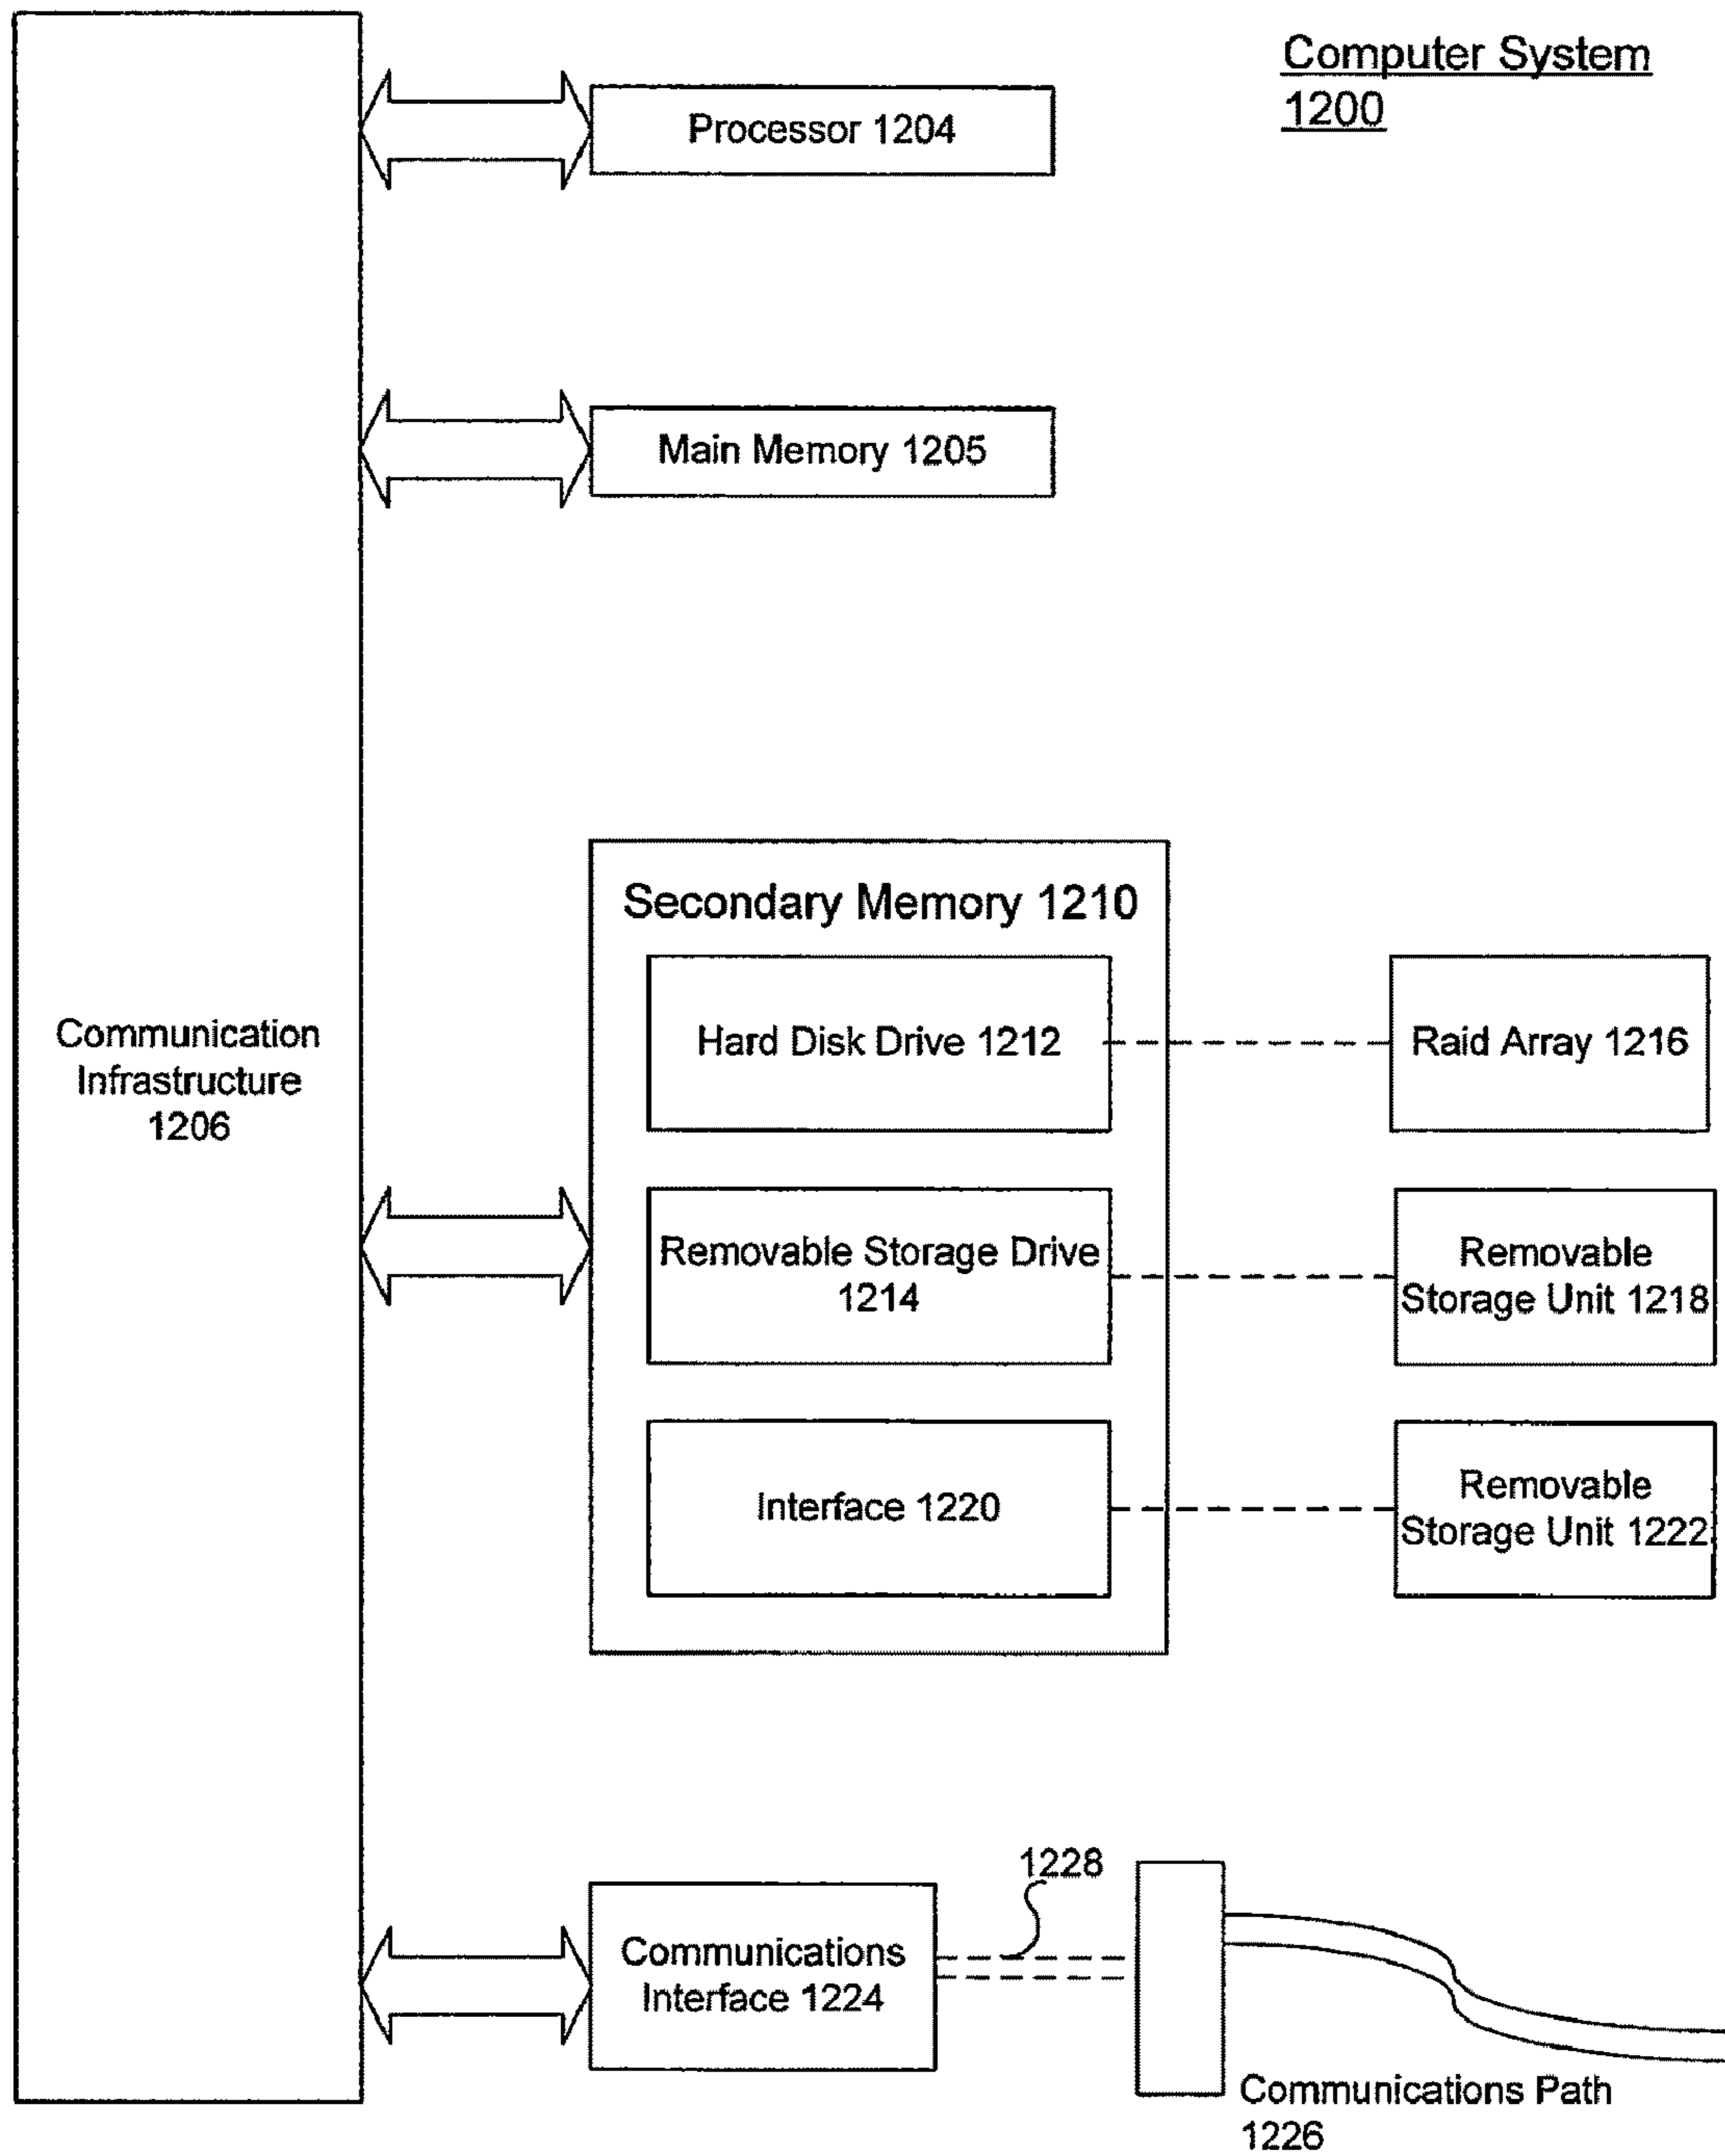 Computer System
1200
Processor 1204
Main Memory 1205
Secondary Memory 1210
Hard Disk Drive 1212
Raid Array 1216
Communication
Infrastructure
1206
Removable Storage Drive
1214
Removable
Storage Unit 1218
Interface 1220
Removable
Storage Unit 1222
1228
Communications
Interface 1224
Communications Path
1226